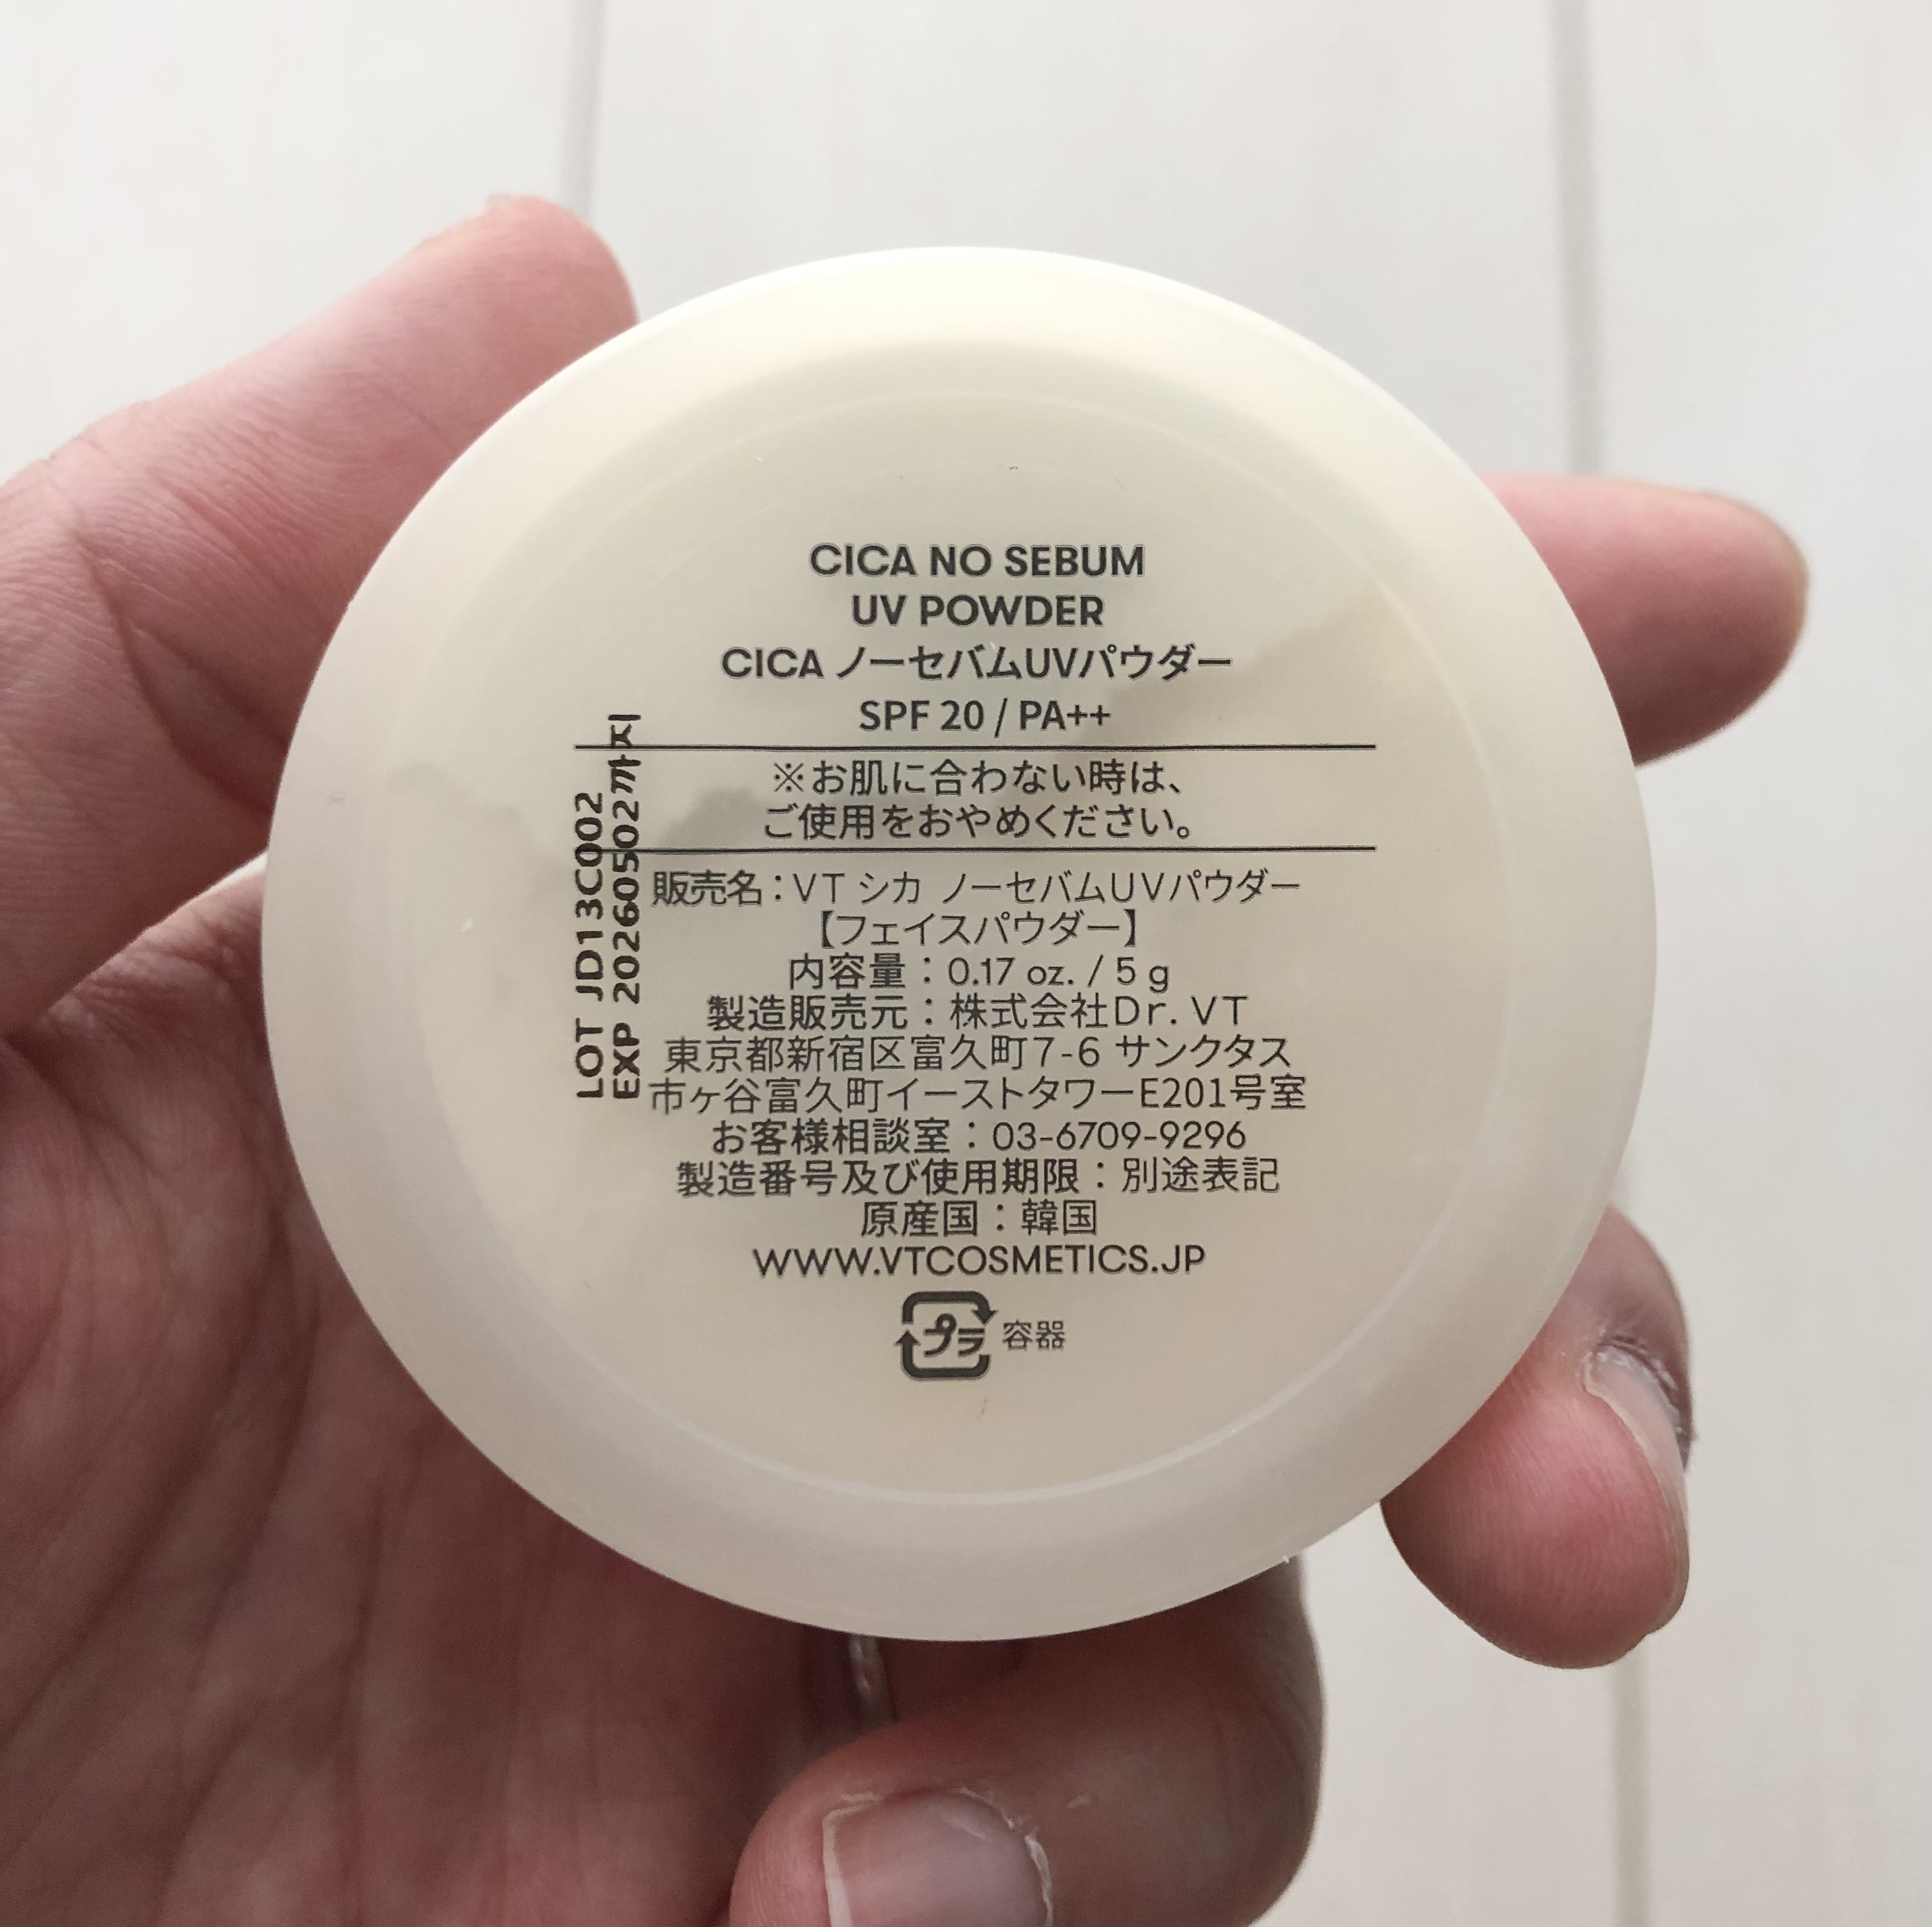 CICA NO SEBUM
UV POWDER
CICA ノーセバムUVパウダー
SPF 20 / PA++
※お肌に合わない時は、
ご使用をおやめください。
販売名：VT シカ ノーセバムUVパウダー
【フェイスパウダー】
内容量：0.17 oz. / 5 g
製造販売元：株式会社Dr. VT
東京都新宿区富久町7-6 サンクタス
市ヶ谷富久町イーストタワーE201号室
お客様相談室：03-6709-9296
製造番号及び使用期限：別途表記
原産国：韓国
WWW.VTCOSMETICS.JP
プラ 容器
LOT JD13C002
EXP 20260502까지